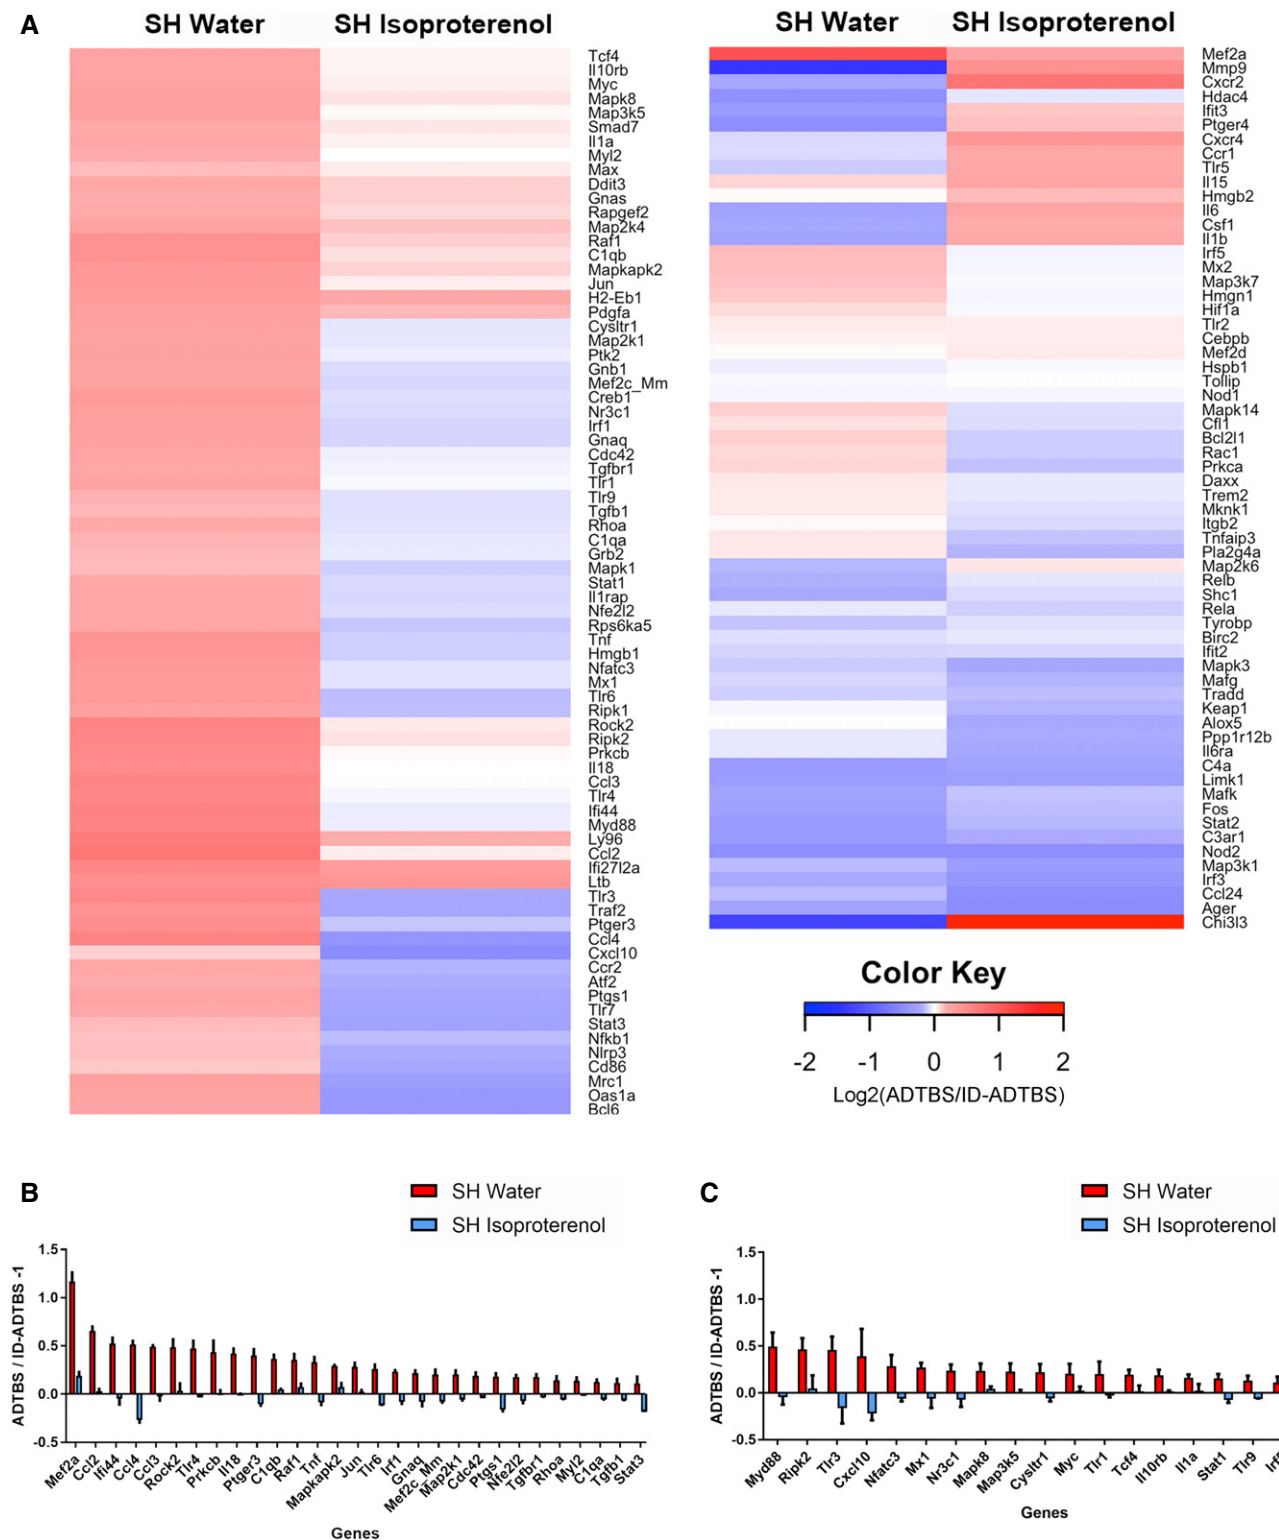 A
SH Water
SH Isoproterenol
Tcf4
Il10rb
Myc
Mapk8
Map3k5
Smad7
Il1a
Myl2
Max
Ddit3
Gnas
Rapgef2
Map2k4
Raf1
C1qb
Mapkapk2
Jun
H2-Eb1
Pdgfa
Cysltr1
Map2k1
Ptk2
Gnb1
Mef2c_Mm
Creb1
Nr3c1
Irf1
Gnaq
Cdc42
Tgfbr1
Tlr1
Tlr9
Tgfb1
Rhoa
C1qa
Grb2
Mapk1
Stat1
Il1rap
Nfe2l2
Rps6ka5
Tnf
Hmgb1
Nfatc3
Mx1
Tlr6
Ripk1
Rock2
Ripk2
Prkcb
Il18
Ccl3
Tlr4
Ifi44
Myd88
Ly96
Ccl2
Ifi27l2a
Ltb
Tlr3
Traf2
Ptger3
Ccl4
Cxcl10
Ccr2
Atf2
Ptgs1
Tlr7
Stat3
Nfkb1
Nlrp3
Cd86
Mrc1
Oas1a
Bcl6
SH Water
SH Isoproterenol
Mef2a
Mmp9
Cxcr2
Hdac4
Ifit3
Ptger4
Cxcr4
Ccr1
Tlr5
Il15
Hmgb2
Il6
Csf1
Il1b
Irf5
Mx2
Map3k7
Hmgn1
Hif1a
Tlr2
Cebpb
Mef2d
Hspb1
Tollip
Nod1
Mapk14
Cfl1
Bcl2l1
Rac1
Prkca
Daxx
Trem2
Mknk1
Itgb2
Tnfaip3
Pla2g4a
Map2k6
Relb
Shc1
Rela
Tyrobp
Birc2
Ifit2
Mapk3
Mafg
Tradd
Keap1
Alox5
Ppp1r12b
Il6ra
C4a
Limk1
Mafk
Fos
Stat2
C3ar1
Nod2
Map3k1
Irf3
Ccl24
Ager
Chi3l3
Color Key
-2 -1 0 1 2
Log2(ADTBS/ID-ADTBS)
B
SH Water
SH Isoproterenol
ADTBS / ID-ADTBS -1
1.5
1.0
0.5
0.0
-0.5
Mef2a Ccl2 Ifi44 Ccl4 Ccl3 Rock2 Tlr4 Prkcb Il18 Ptger3 C1qb Raf1 Tnf Mapkapk2 Jun Tlr6 Irf1 Gnaq Mef2c_Mm Map2k1 Cdc42 Ptgs1 Nfe2l2 Tgfbr1 Rhoa Myl2 C1qa Tgfb1 Stat3
Genes
C
SH Water
SH Isoproterenol
ADTBS / ID-ADTBS -1
1.5
1.0
0.5
0.0
-0.5
Myd88 Ripk2 Tlr3 Cxcl10 Nfatc3 Mx1 Nr3c1 Mapk8 Map3k5 Cysltr1 Myc Tlr1 Tcf4 Il10rb Il1a Stat1 Tlr9
Genes